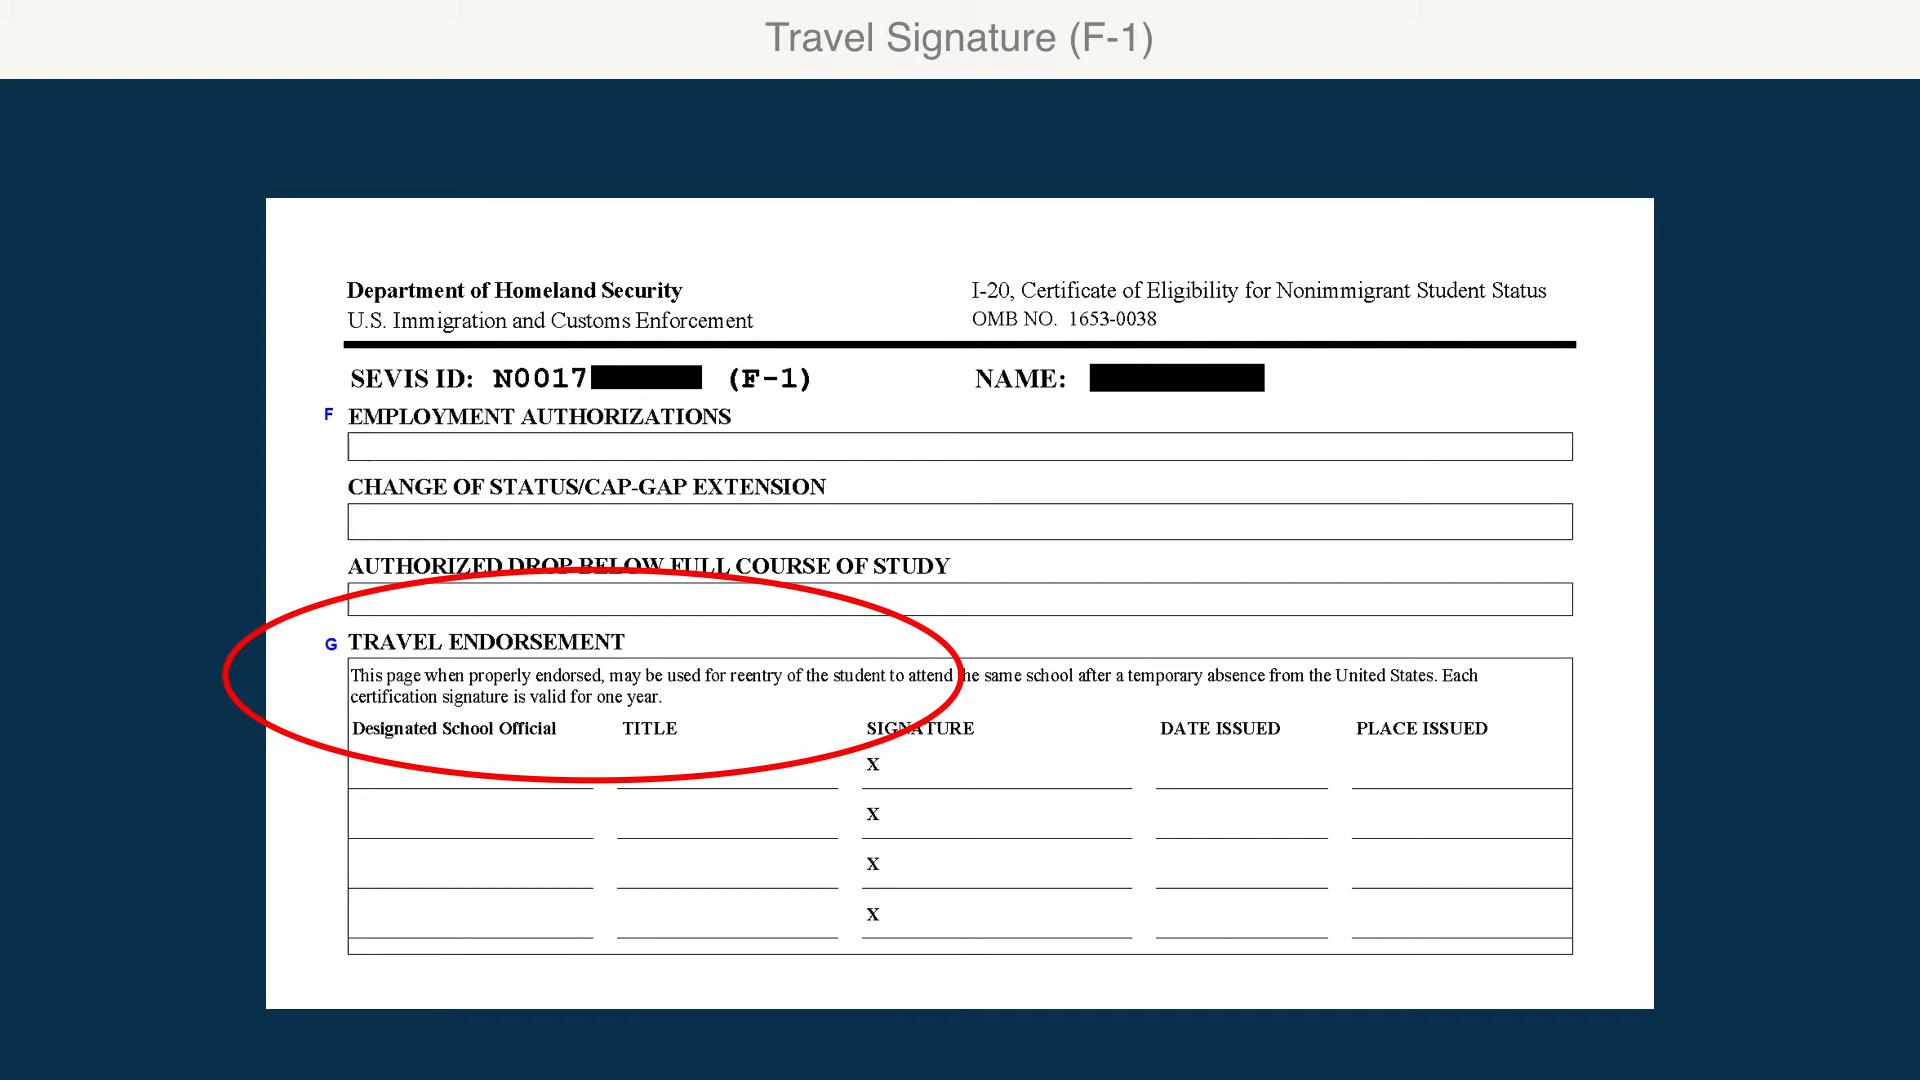 Travel Signature (F-1)
Department of Homeland Security
U.S. Immigration and Customs Enforcement
I-20, Certificate of Eligibility for Nonimmigrant Student Status
OMB NO. 1653-0038
SEVIS ID: N0017 (F-1)
NAME:
F EMPLOYMENT AUTHORIZATIONS
CHANGE OF STATUS/CAP-GAP EXTENSION
AUTHORIZED DROP BELOW FULL COURSE OF STUDY
G TRAVEL ENDORSEMENT
This page when properly endorsed, may be used for reentry of the student to attend the same school after a temporary absence from the United States. Each
certification signature is valid for one year.
Designated School Official TITLE SIGNATURE DATE ISSUED PLACE ISSUED
X
X
X
X